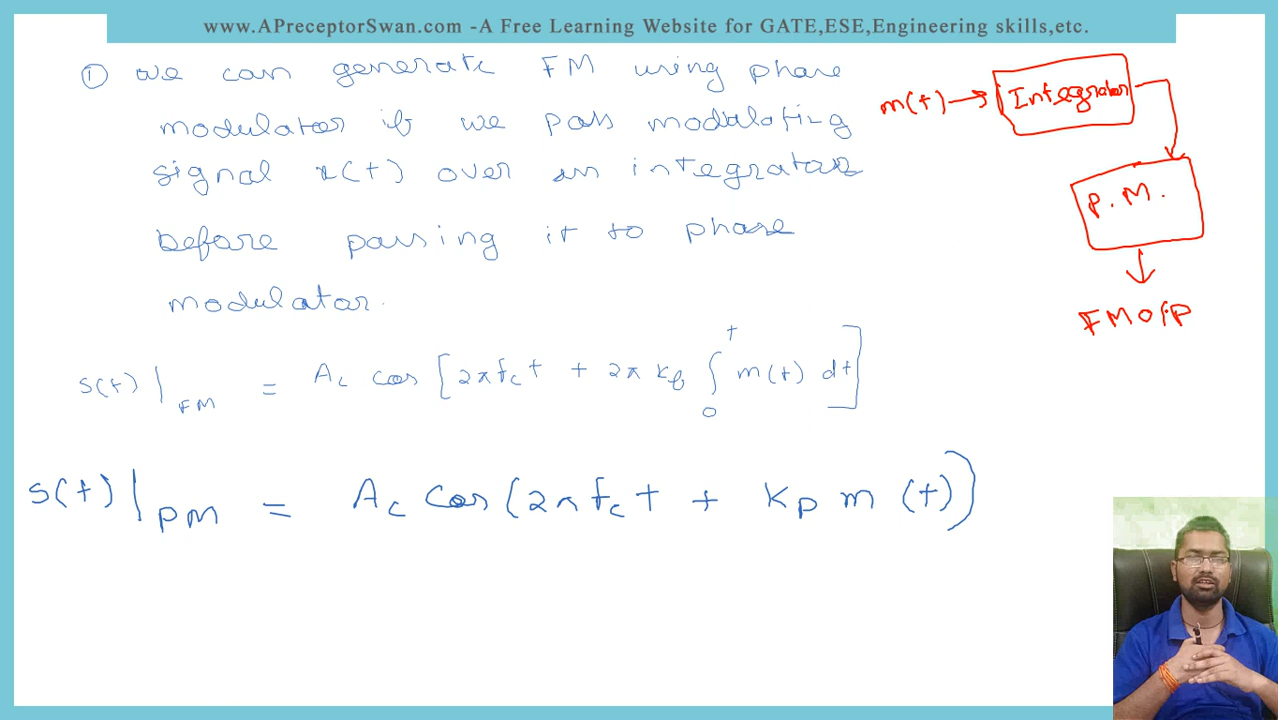 www.APreceptorSwan.com -A Free Learning Website for GATE,ESE,Engineering skills,etc.
① we can generate FM using phase
modulator if we pass modulating
signal x(t) over an integrator
before passing it to phase
modulator.
m(t) → Integrator
P.M.
FM O/P
s(t)|FM = Ac cos [2πfct + 2π kf ∫0t m(t) dt]
s(t)|PM = Ac cos (2πfct + kp m(t))